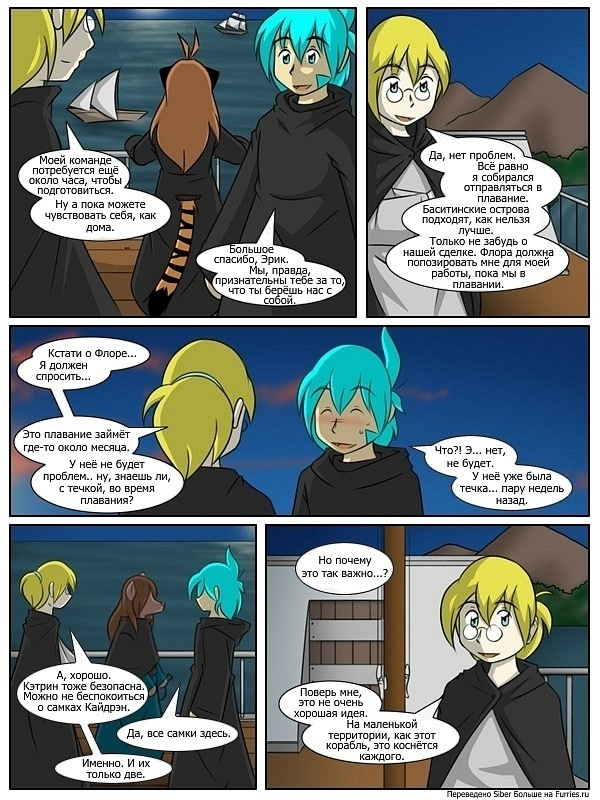 Моей команде
потребуется ещё
около часа, чтобы
подготовиться.
Ну а пока можете
чувствовать себя, как
дома.
Большое
спасибо, Эрик.
Мы, правда,
признательны тебе за то,
что ты берёшь нас с
собой.
Да, нет проблем.
Всё равно
я собирался
отправляться в
плавание.
Баситинские острова
подходят, как нельзя
лучше.
Только не забудь о
нашей сделке. Флора должна
попозировать мне для моей
работы, пока мы в
плавании.
Кстати о Флоре...
Я должен
спросить...
Это плавание займёт
где-то около месяца.
У неё не будет
проблем.. ну, знаешь ли,
с течкой, во время
плавания?
Что?! Э... нет,
не будет.
У неё уже была
течка... пару недель
назад.
А, хорошо.
Кэтрин тоже безопасна.
Можно не беспокоиться
о самках Кайдрэн.
Да, все самки здесь.
Именно. И их
только две.
Но почему
это так важно...?
Поверь мне,
это не очень
хорошая идея.
На маленькой
территории, как этот
корабль, это коснётся
каждого.
Переведено Siber Больше на Furries.ru